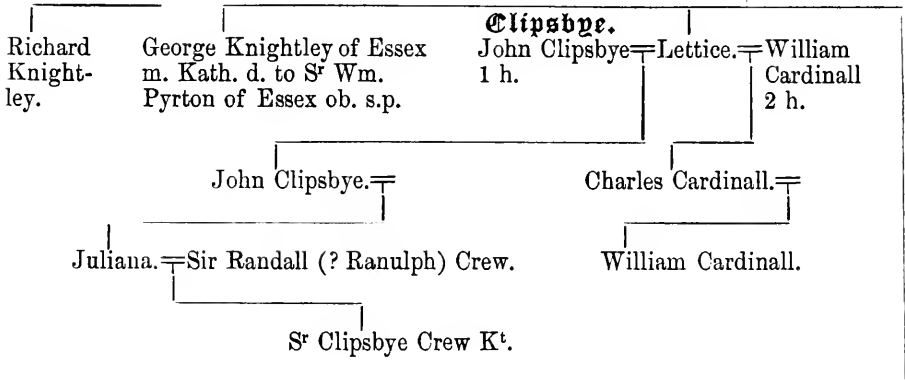 Clipsbye.
Richard
Knight-
ley.
George Knightley of Essex
m. Kath. d. to Sʳ Wm.
Pyrton of Essex ob. s.p.
John Clipsbye
1 h.
Lettice.
William
Cardinall
2 h.
John Clipsbye.
Charles Cardinall.
Juliana.
Sir Randall (? Ranulph) Crew.
William Cardinall.
Sʳ Clipsbye Crew Kᵗ.